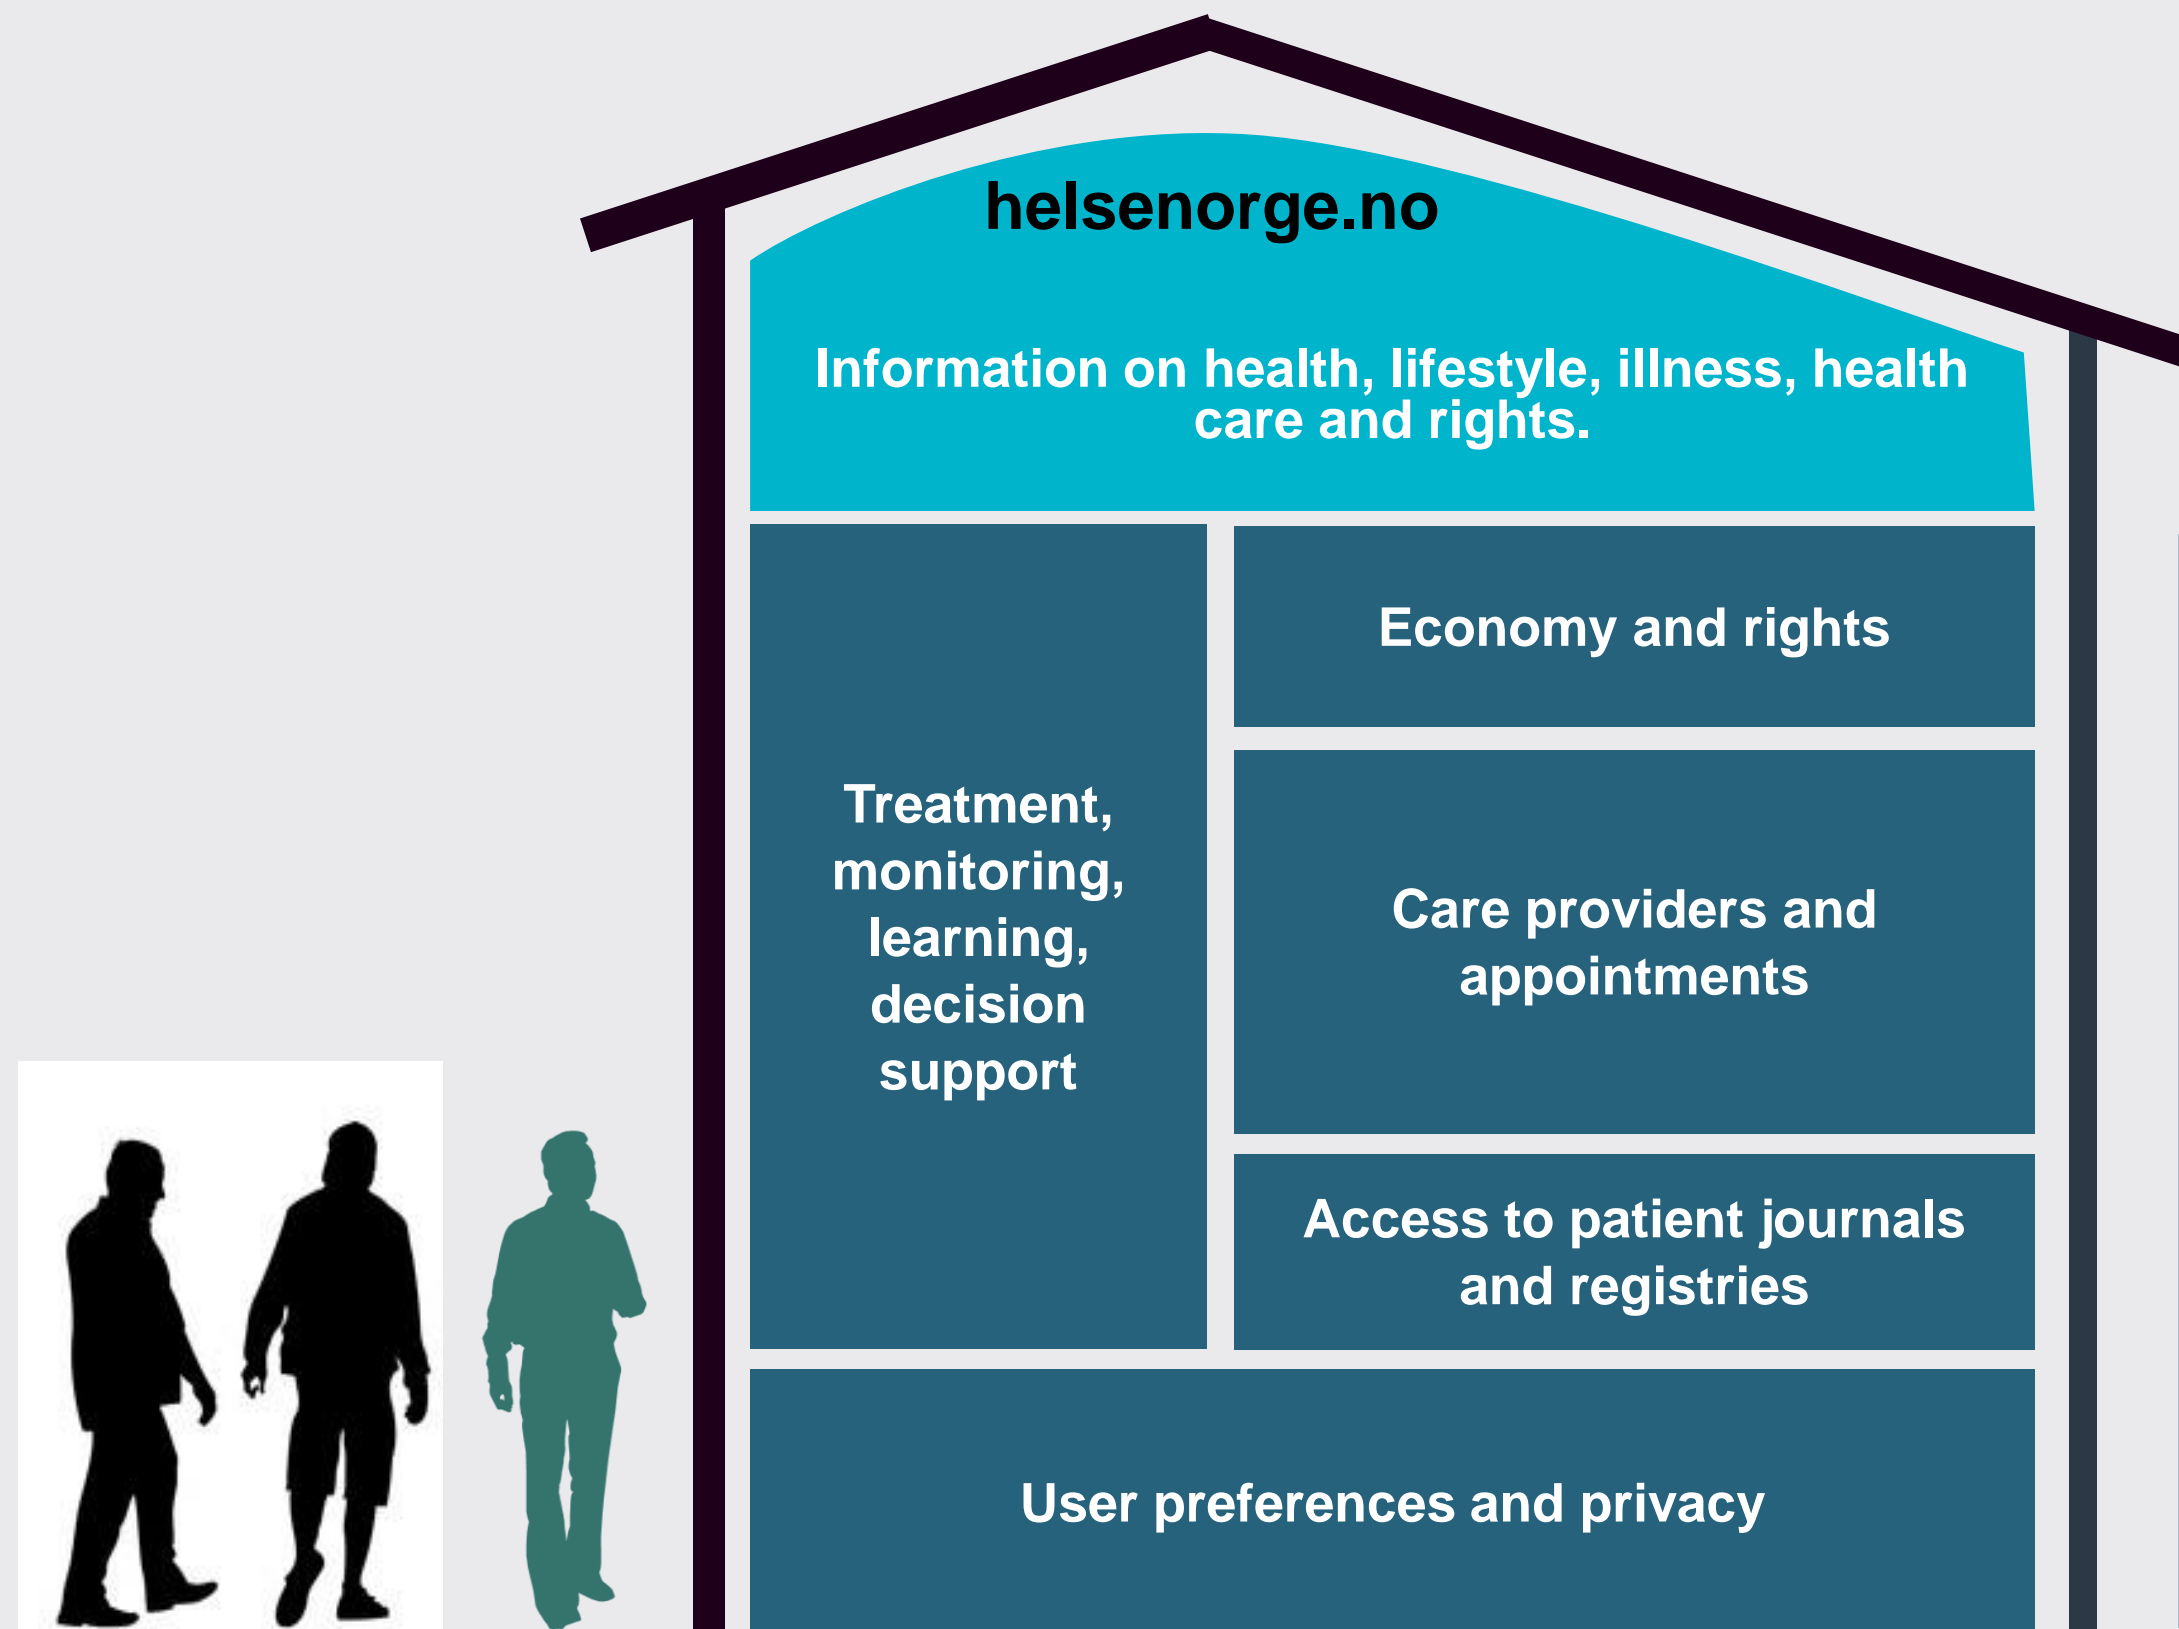 helsenorge.no
Information on health, lifestyle, illness, health
care and rights.
Treatment,
monitoring,
learning,
decision
support
Economy and rights
Care providers and
appointments
Access to patient journals
and registries
User preferences and privacy